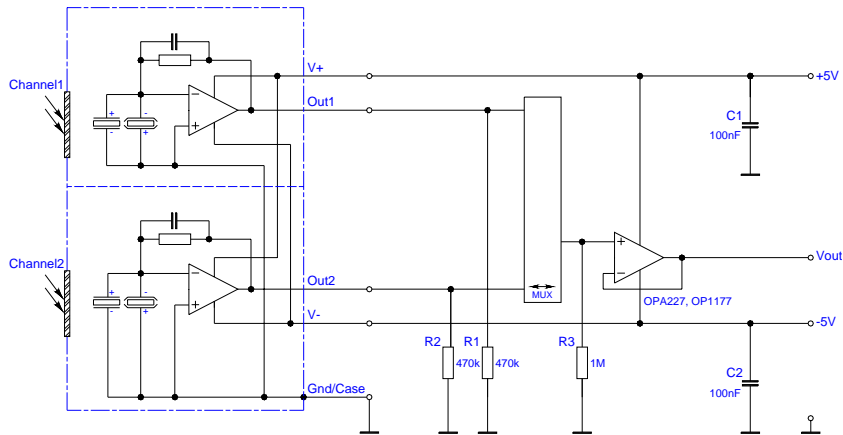 Channel1
+
-
-
+
−
+
V+
Out1
+5V
C1
100nF
Channel2
+
-
-
+
−
+
Out2
V-
MUX
+
−
OPA227, OP1177
Vout
-5V
R2
470k
R1
470k
R3
1M
C2
100nF
Gnd/Case